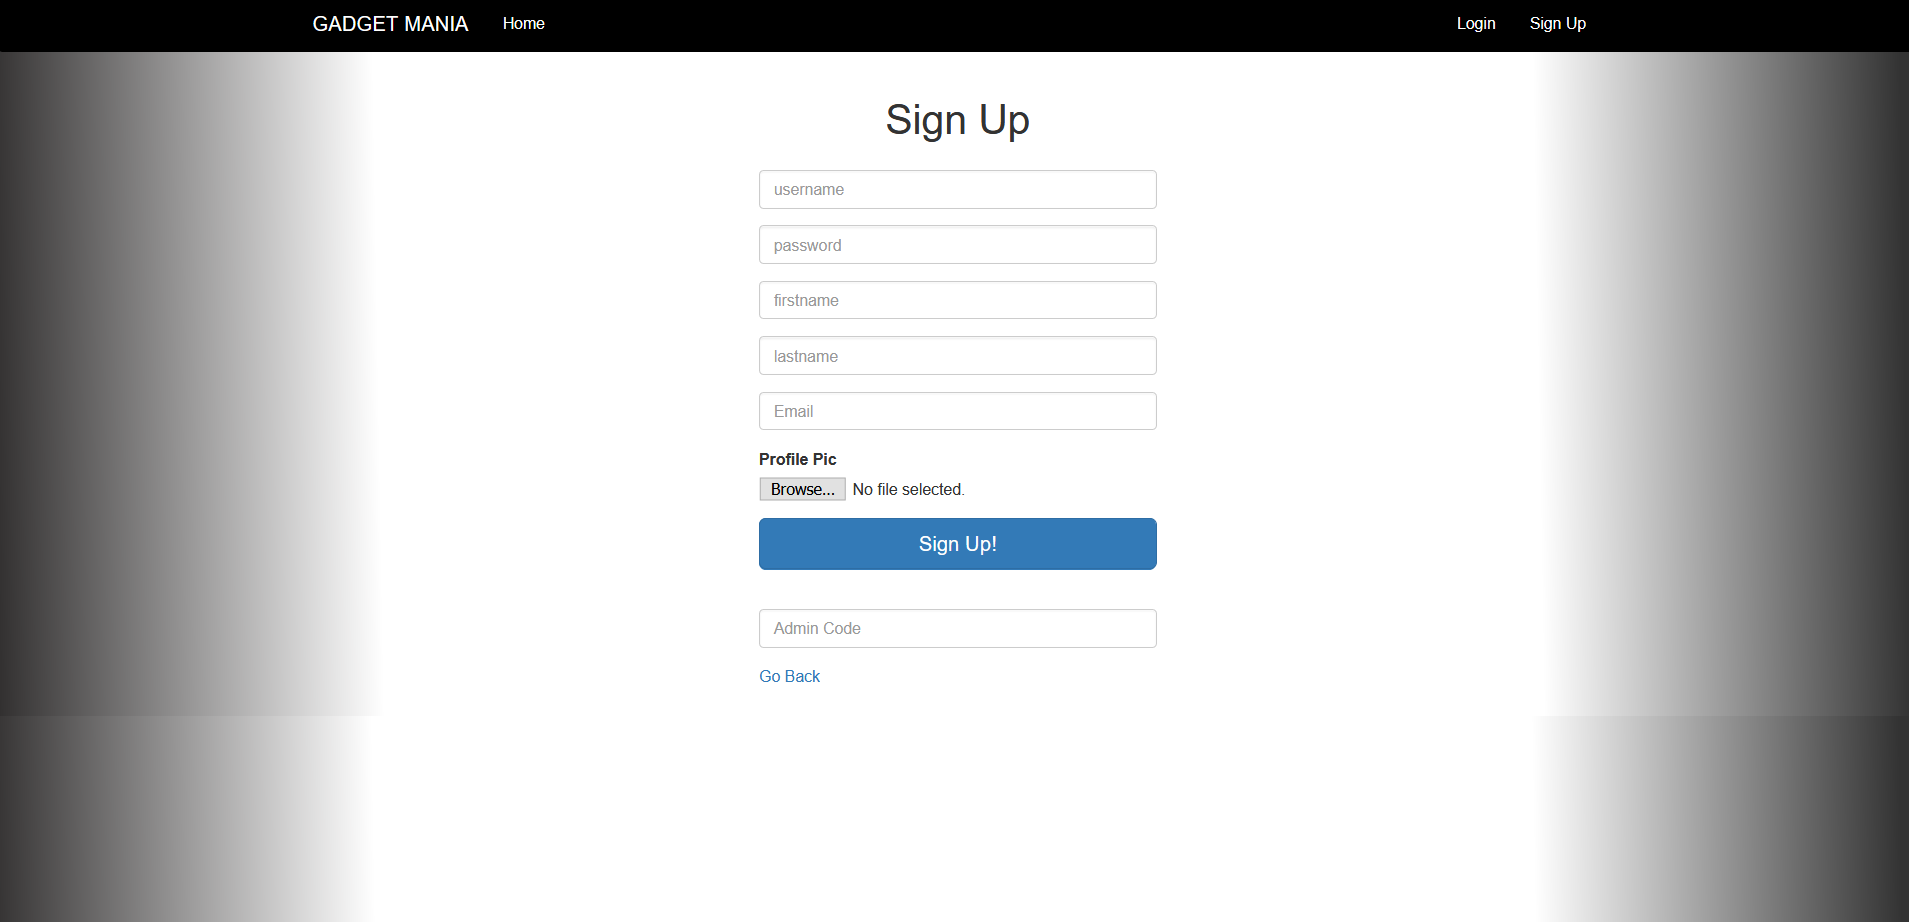 GADGET MANIA Home Login Sign Up
Sign Up
username
password
firstname
lastname
Email
Profile Pic
Browse... No file selected.
Sign Up!
Admin Code
Go Back